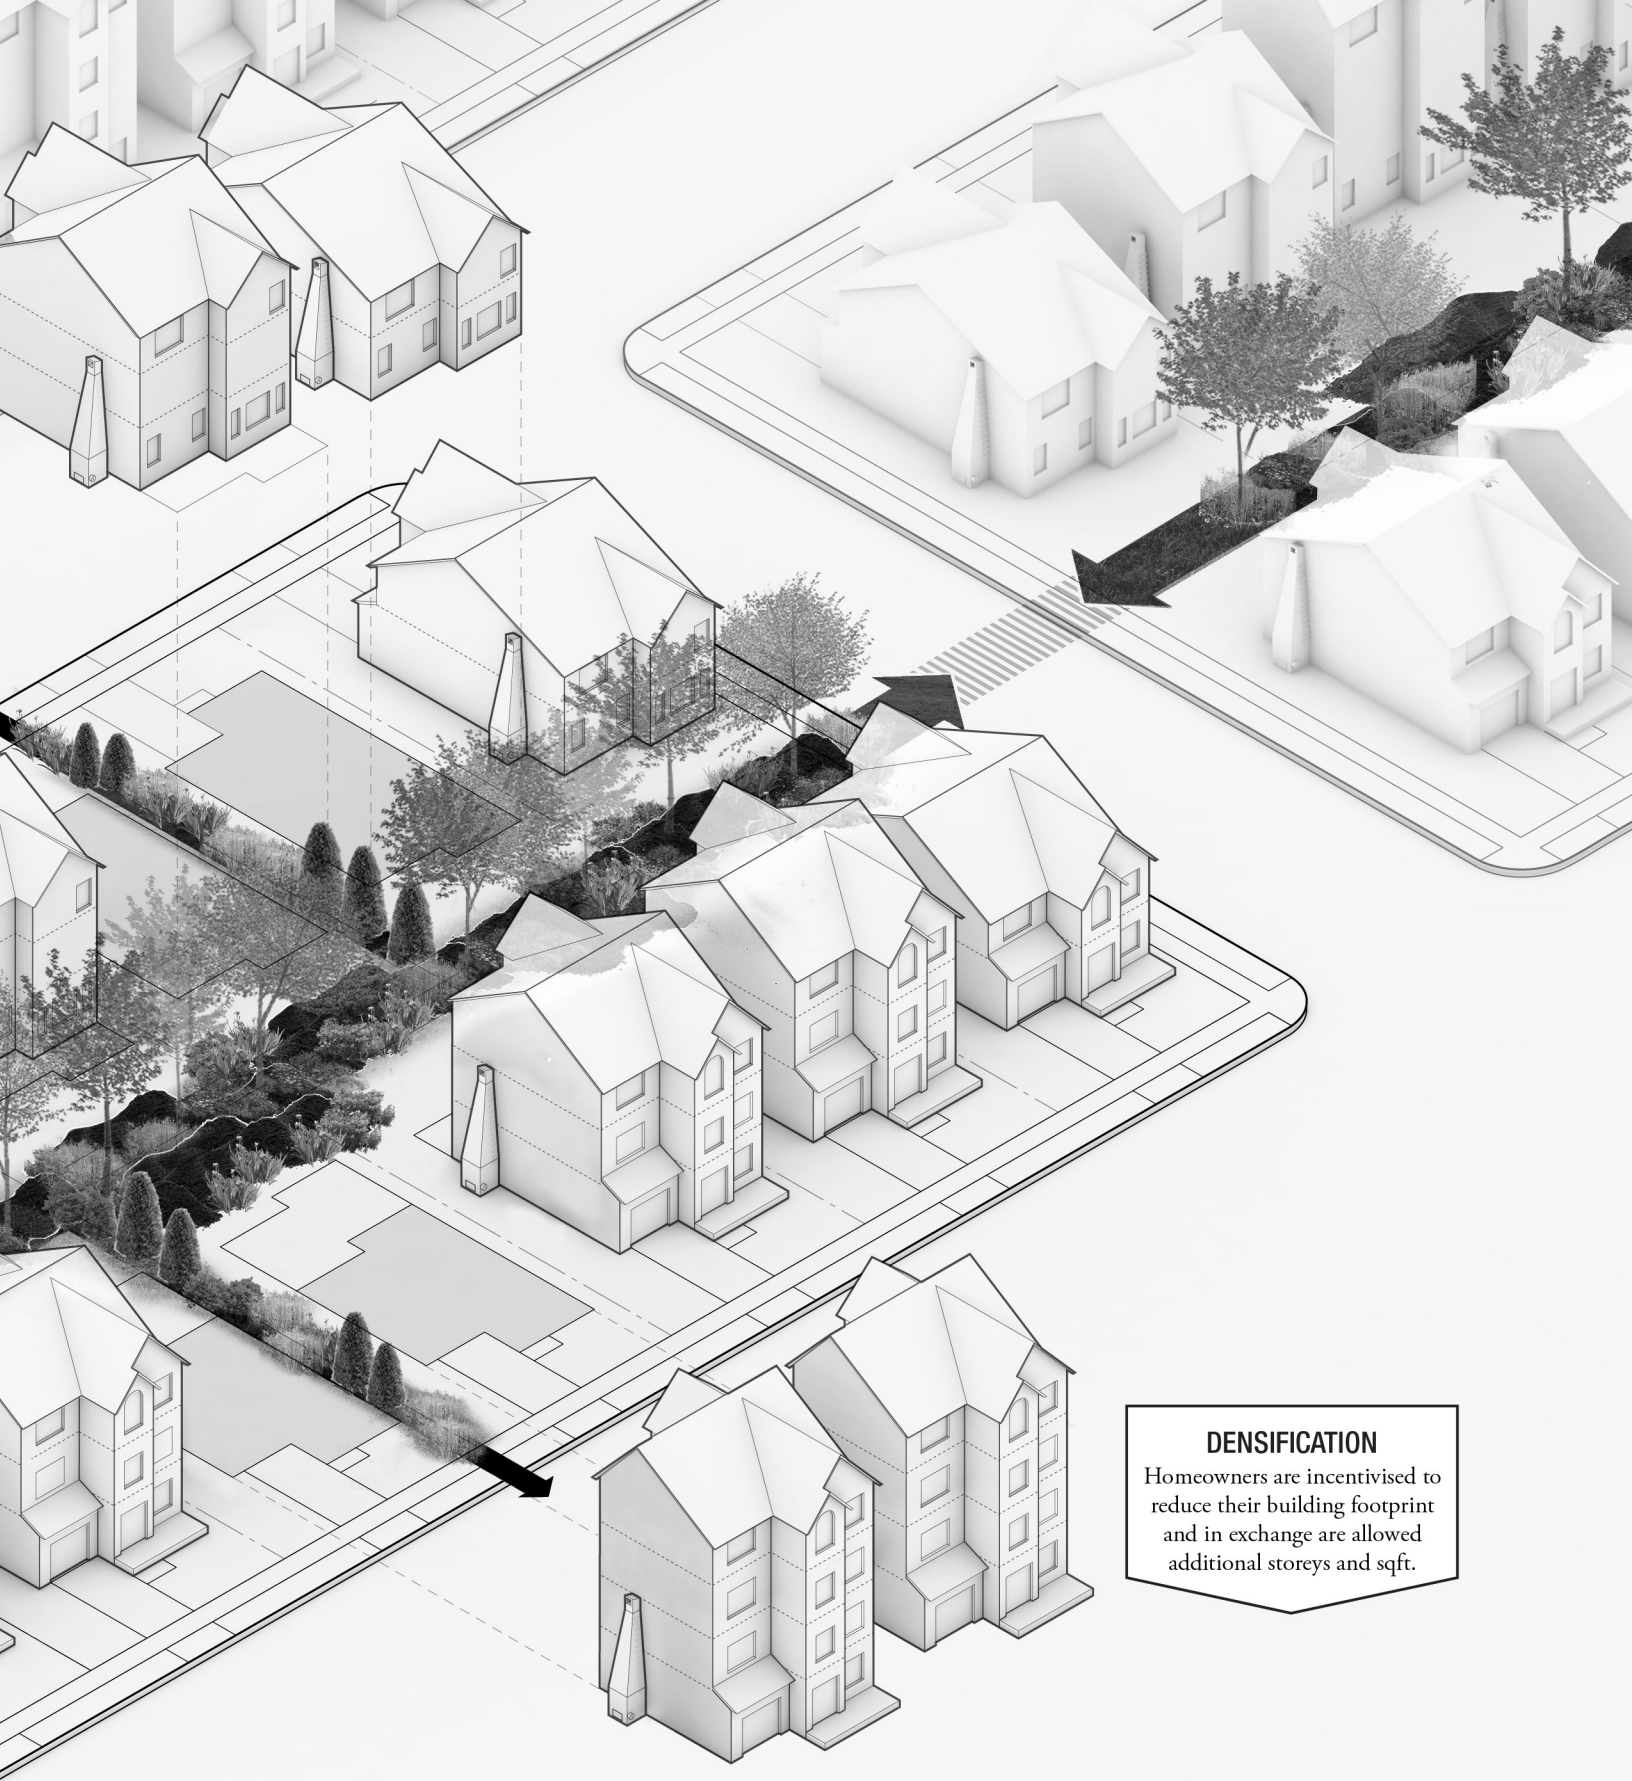 DENSIFICATION
Homeowners are incentivised to
reduce their building footprint
and in exchange are allowed
additional storeys and sqft.